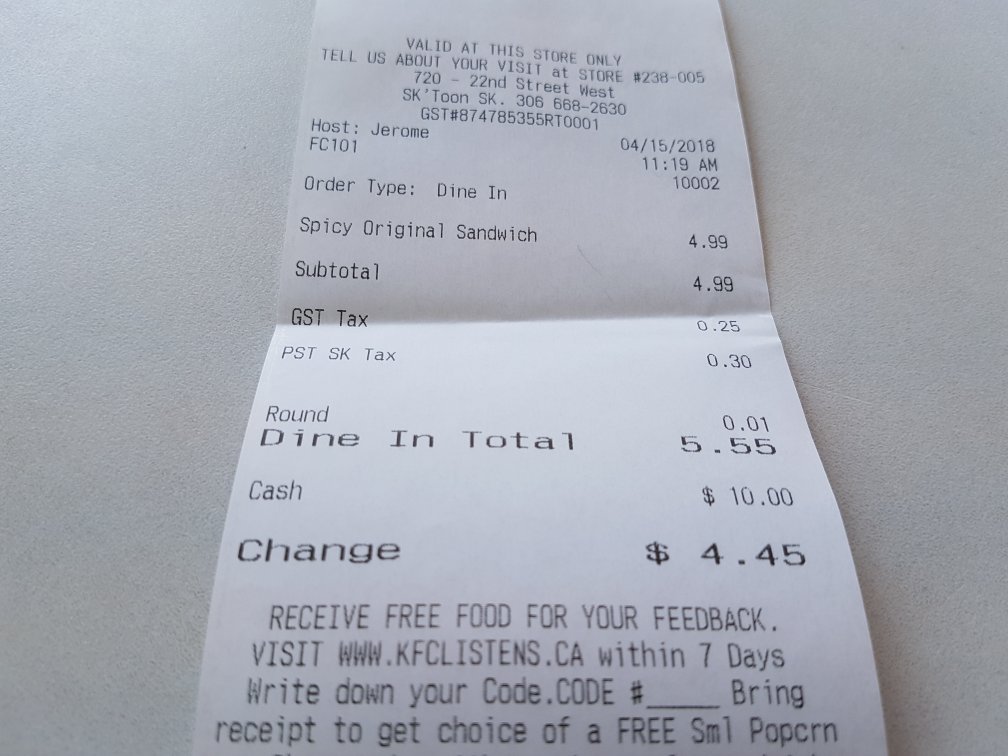 VALID AT THIS STORE ONLY
TELL US ABOUT YOUR VISIT at STORE #238-005
720 - 22nd Street West
SK'Toon SK. 306 668-2630
GST#874785355RT0001
Host: Jerome 04/15/2018
FC101 11:19 AM
10002
Order Type: Dine In
Spicy Original Sandwich 4.99
Subtotal 4.99
GST Tax 0.25
PST SK Tax 0.30
Round 0.01
Dine In Total 5.55
Cash $ 10.00
Change $ 4.45
RECEIVE FREE FOOD FOR YOUR FEEDBACK.
VISIT WWW.KFCLISTENS.CA within 7 Days
Write down your Code.CODE #_____ Bring
receipt to get choice of a FREE Sml Popcrn